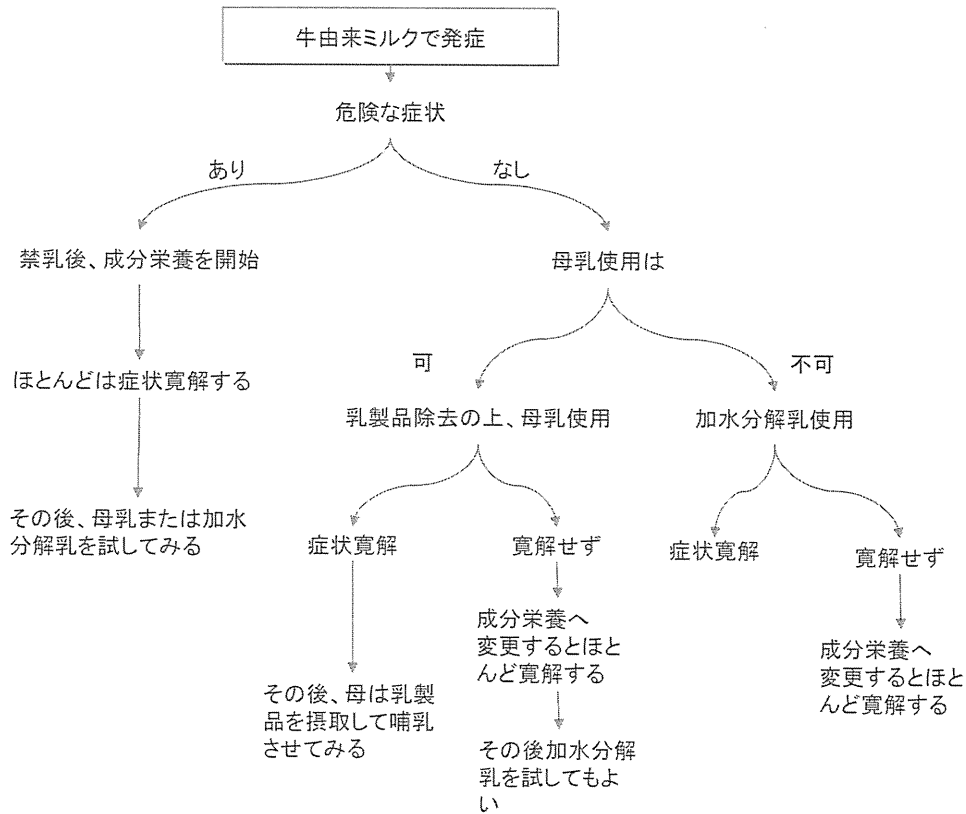 牛由来ミルクで発症
危険な症状
あり
なし
禁乳後、成分栄養を開始
母乳使用は
ほとんどは症状寛解する
可
不可
乳製品除去の上、母乳使用
加水分解乳使用
その後、母乳または加水
分解乳を試してみる
症状寛解
寛解せず
症状寛解
寛解せず
成分栄養へ
変更するとほと
んど寛解する
成分栄養へ
変更するとほと
んど寛解する
その後、母は乳製
品を摂取して哺乳
させてみる
その後加水分解
乳を試してもよ
い